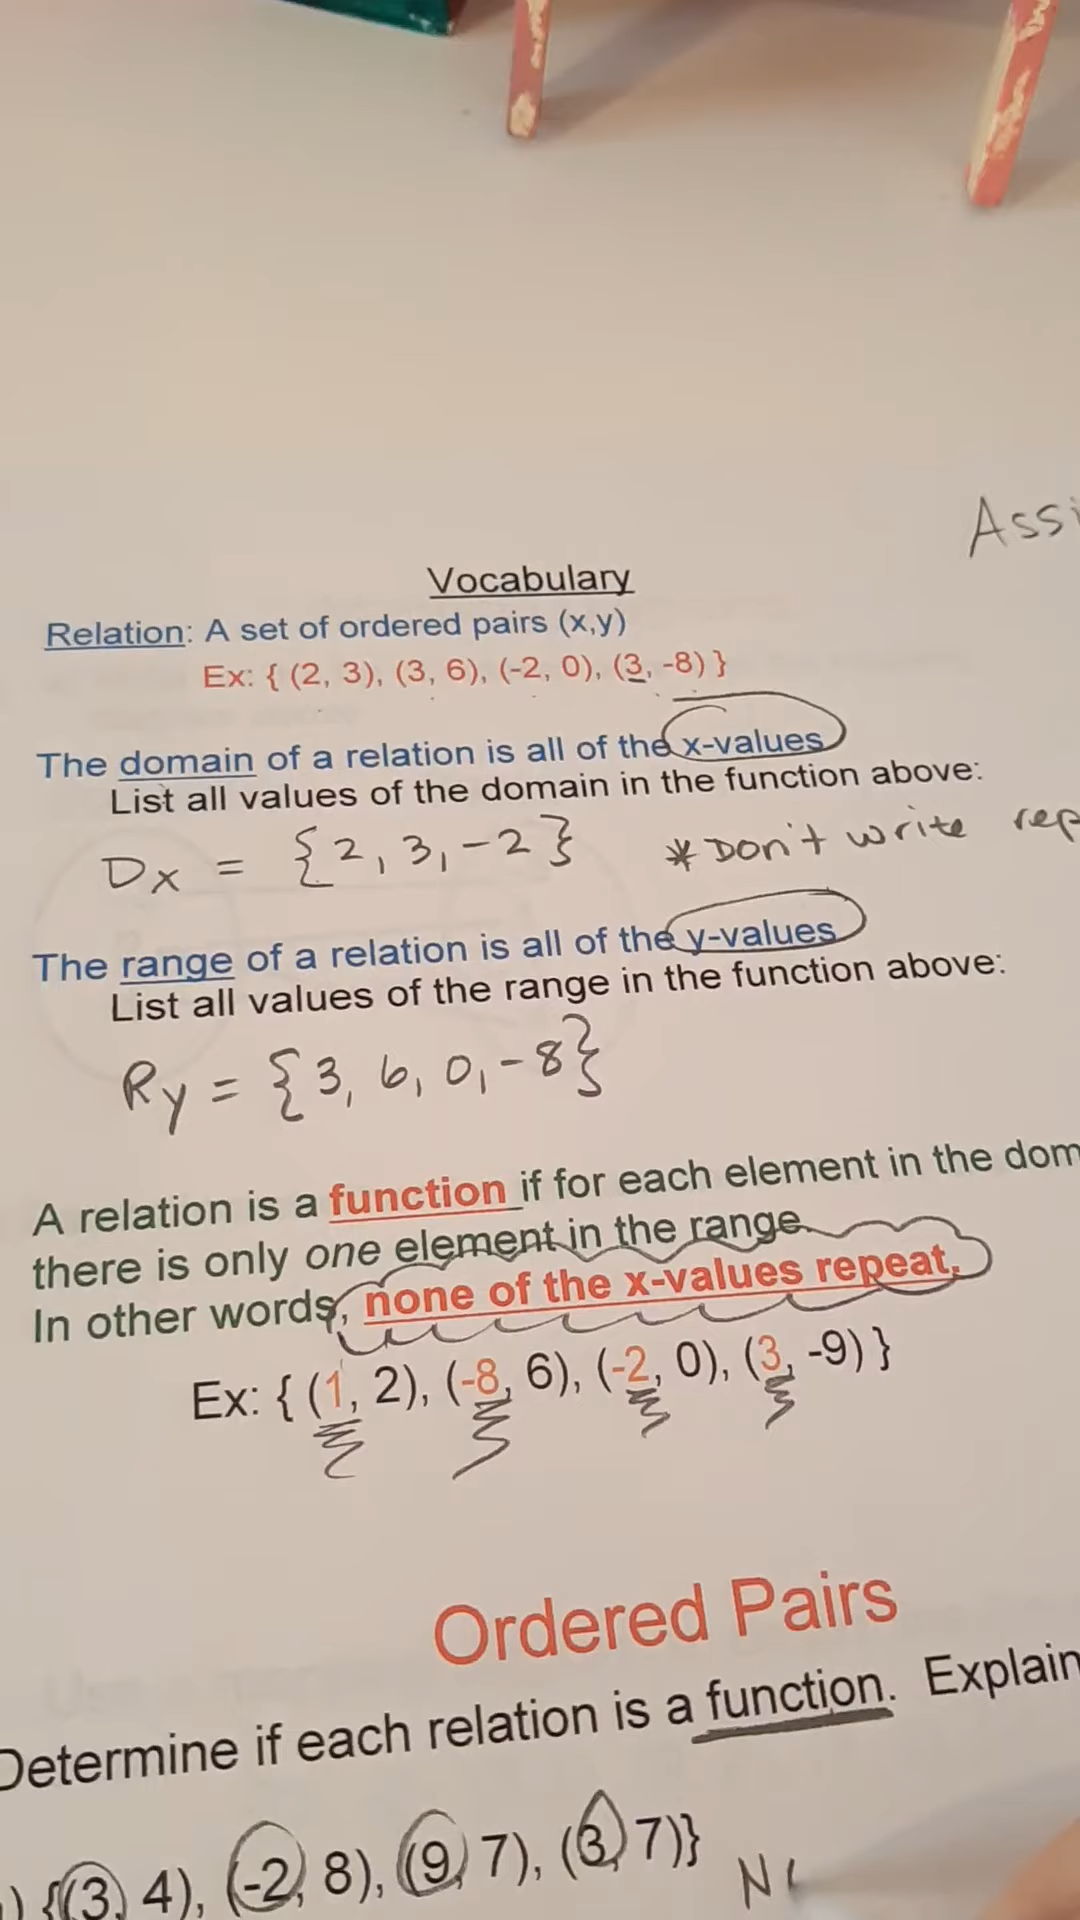 Assi
Vocabulary
Relation: A set of ordered pairs (x,y)
Ex: { (2, 3), (3, 6), (-2, 0), (3, -8) }
The domain of a relation is all of the x-values
List all values of the domain in the function above:
Dx = {2, 3, -2} *Don't write rep
The range of a relation is all of the y-values
List all values of the range in the function above:
Ry = {3, 6, 0, -8}
A relation is a function if for each element in the dom
there is only one element in the range.
In other words, none of the x-values repeat.
Ex: { (1, 2), (-8, 6), (-2, 0), (3, -9) }
Ordered Pairs
Determine if each relation is a function. Explain
) {(3, 4), (-2, 8), (9, 7), (3, 7)} N